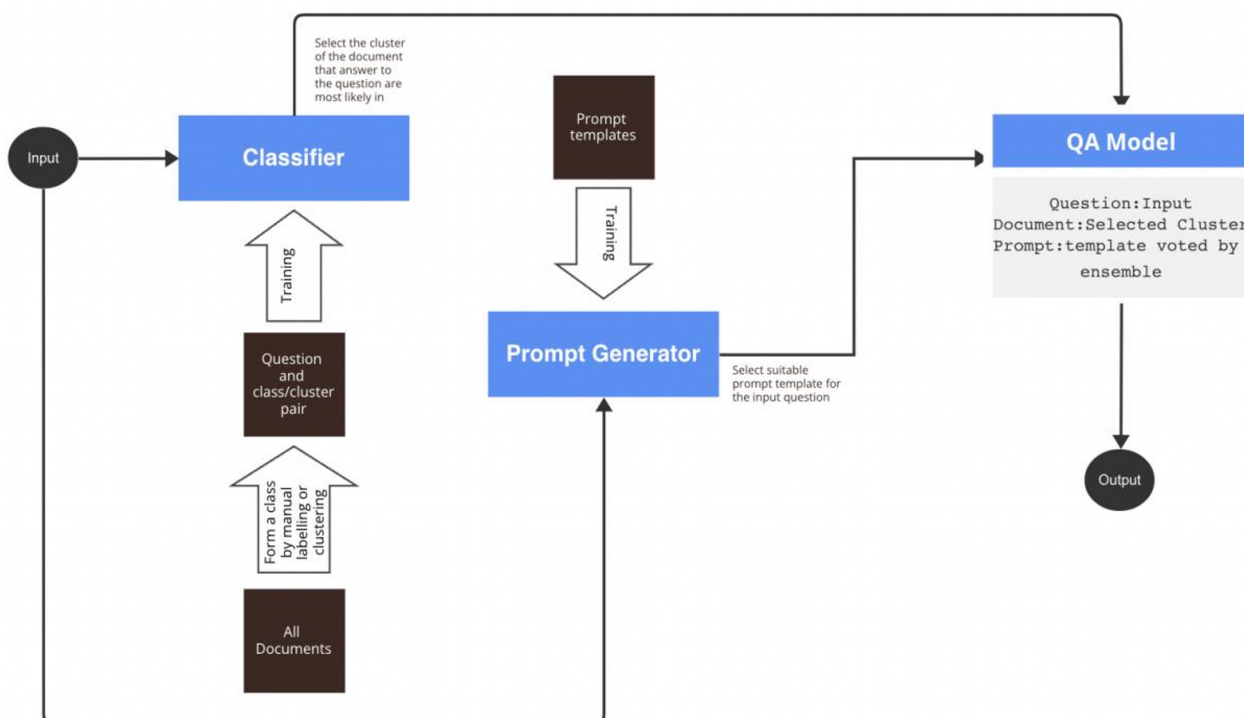 Select the cluster
of the document
that answer to
the question are
most likely in
Input
Classifier
Prompt
templates
QA Model
Question:Input
Document:Selected Cluster
Prompt:template voted by
ensemble
Training
Training
Question
and
class/cluster
pair
Prompt Generator
Select suitable
prompt template for
the input question
Form a class
by manual
labelling or
clustering
Output
All
Documents